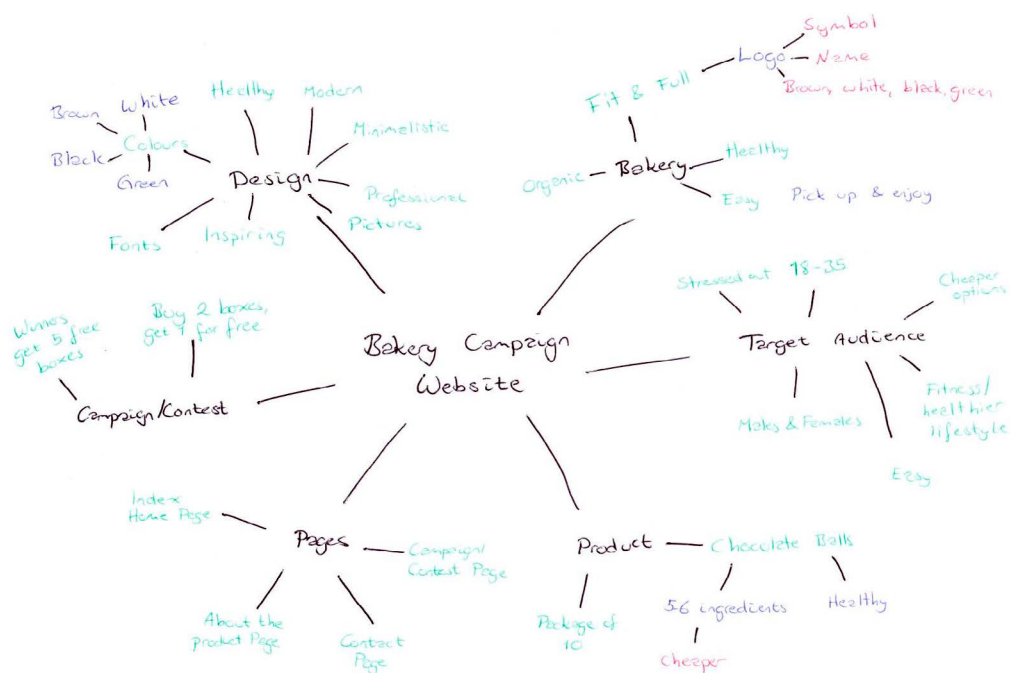 Symbol
Logo
Name
Brown, white, black, green
Fit & Full
Bakery
Healthy
Organic
Easy
Pick up & enjoy
Healthy
Modern
Minimalistic
Professional
Pictures
Inspiring
Fonts
Design
Colours
Brown
White
Black
Green
Stressed out
18-35
Cheeper
options
Target Audience
Fitness/
healthier
lifestyle
Males & Females
Easy
Bakery Campaign
Website
get 5 free
boxes
Buy 2 boxes,
get 1 for free
Campaign/Contest
Index
Home Page
Pages
Campaign/
Contest Page
About the
product Page
Contact
Page
Product
Chocolate Balls
Package of
10
5-6 ingredients
Healthy
Cheaper